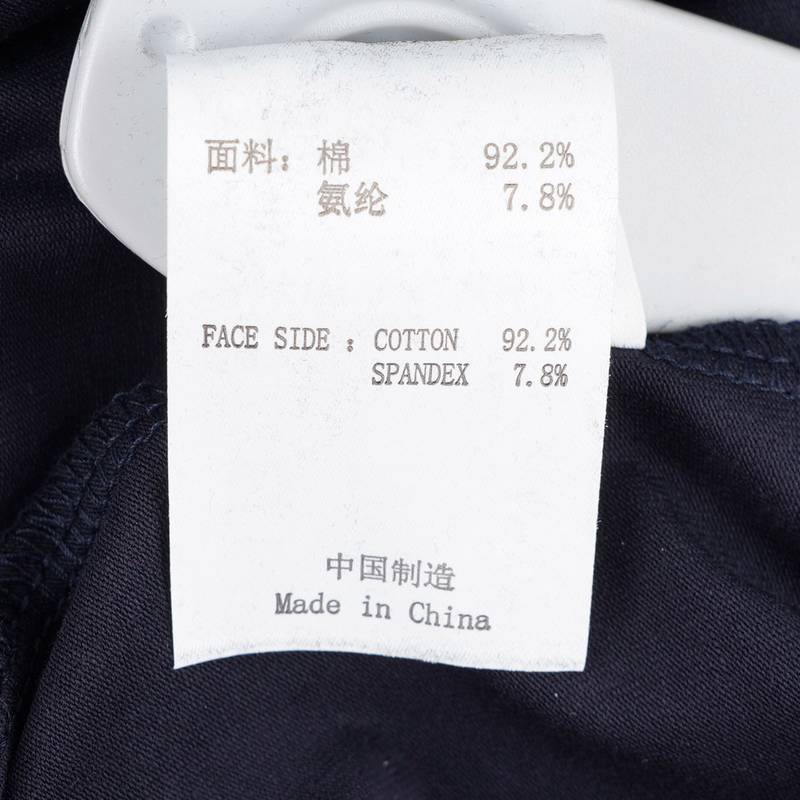 面料：棉 92.2%
氨纶 7.8%
FACE SIDE : COTTON 92.2%
SPANDEX 7.8%
中国制造
Made in China